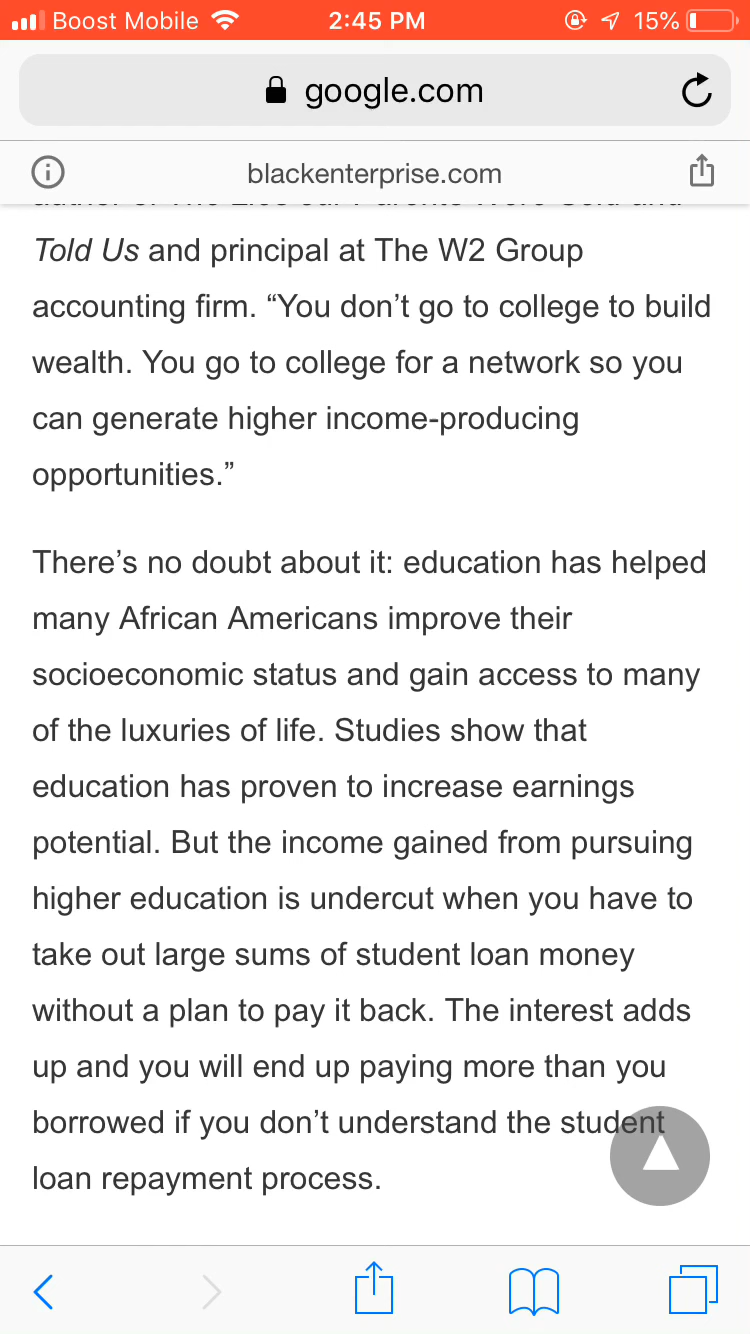 Boost Mobile 2:45 PM 15%
google.com
blackenterprise.com
Told Us and principal at The W2 Group
accounting firm. “You don’t go to college to build
wealth. You go to college for a network so you
can generate higher income-producing
opportunities.”
There’s no doubt about it: education has helped
many African Americans improve their
socioeconomic status and gain access to many
of the luxuries of life. Studies show that
education has proven to increase earnings
potential. But the income gained from pursuing
higher education is undercut when you have to
take out large sums of student loan money
without a plan to pay it back. The interest adds
up and you will end up paying more than you
borrowed if you don’t understand the student
loan repayment process.